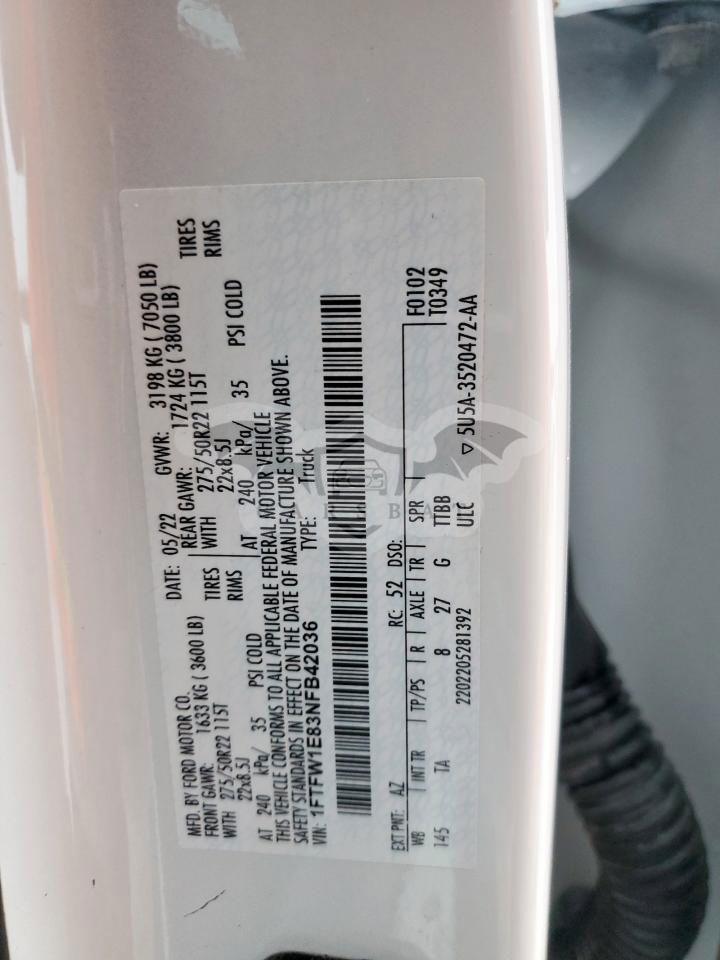 MFD. BY FORD MOTOR CO.
DATE: 05/22 GVWR: 3198 KG ( 7050 LB)
FRONT GAWR: 1633 KG ( 3600 LB) REAR GAWR: 1724 KG ( 3800 LB)
WITH 275/50R22 115T TIRES WITH 275/50R22 115T TIRES
22x8.5J RIMS 22x8.5J RIMS
AT 240 kPa/ 35 PSI COLD AT 240 kPa/ 35 PSI COLD
THIS VEHICLE CONFORMS TO ALL APPLICABLE FEDERAL MOTOR VEHICLE
SAFETY STANDARDS IN EFFECT ON THE DATE OF MANUFACTURE SHOWN ABOVE.
VIN: 1FTFW1E83NFB42036 TYPE: Truck
EXT PNT: AZ RC: 52 DSO: F0102
WB INT TR TP/PS R AXLE TR SPR T0349
145 TA 8 27 G TTBB
2202205281392 ULC ▽ 5U5A-3520472-AA